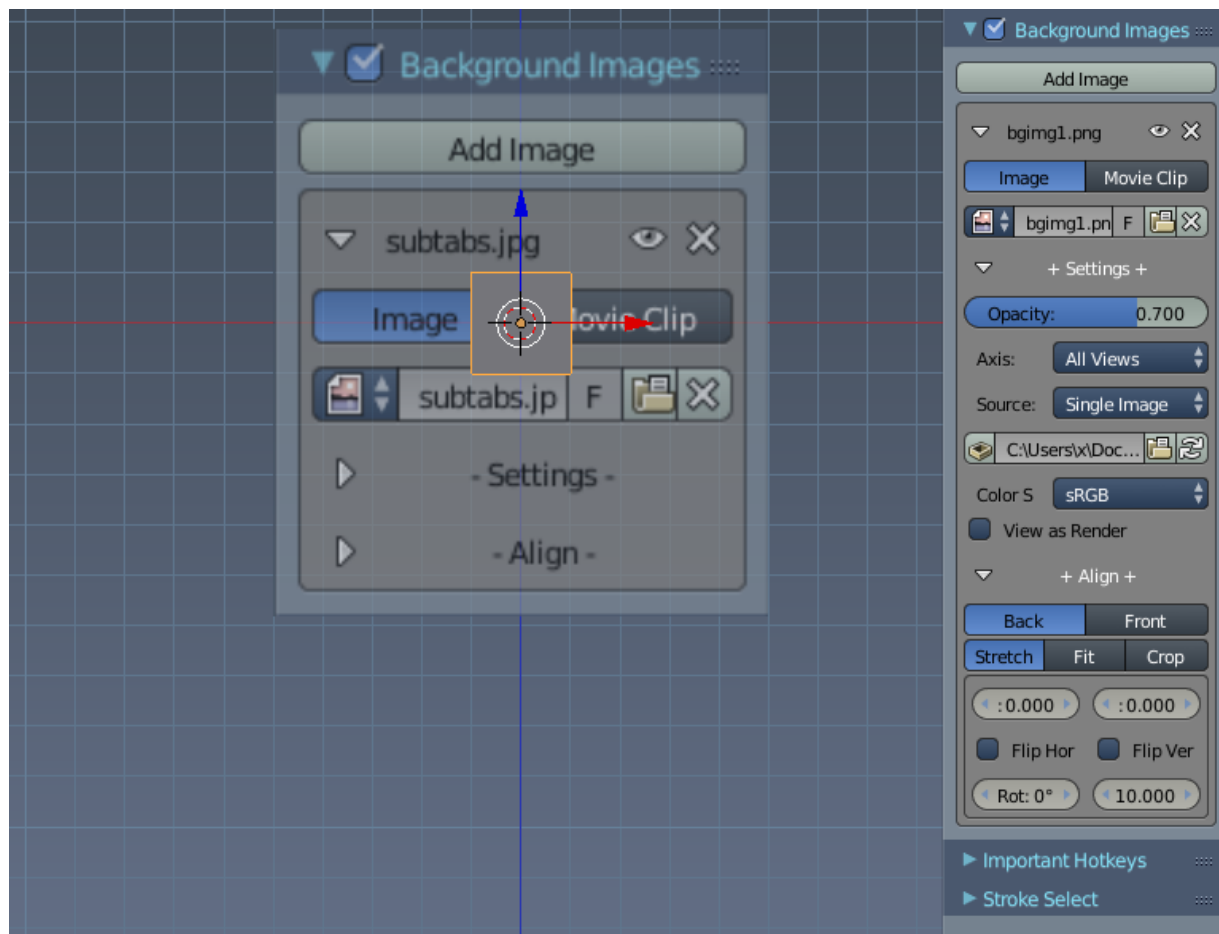 Background Images
Add Image
subtabs.jpg
Image Movie Clip
subtabs.jp F
- Settings -
- Align -
Background Images
Add Image
bgimg1.png
Image Movie Clip
bgimg1.pn F
+ Settings +
Opacity: 0.700
Axis: All Views
Source: Single Image
C:\Users\x\Doc...
Color S sRGB
View as Render
+ Align +
Back Front
Stretch Fit Crop
:0.000 :0.000
Flip Hor Flip Ver
Rot: 0° 10.000
Important Hotkeys
Stroke Select